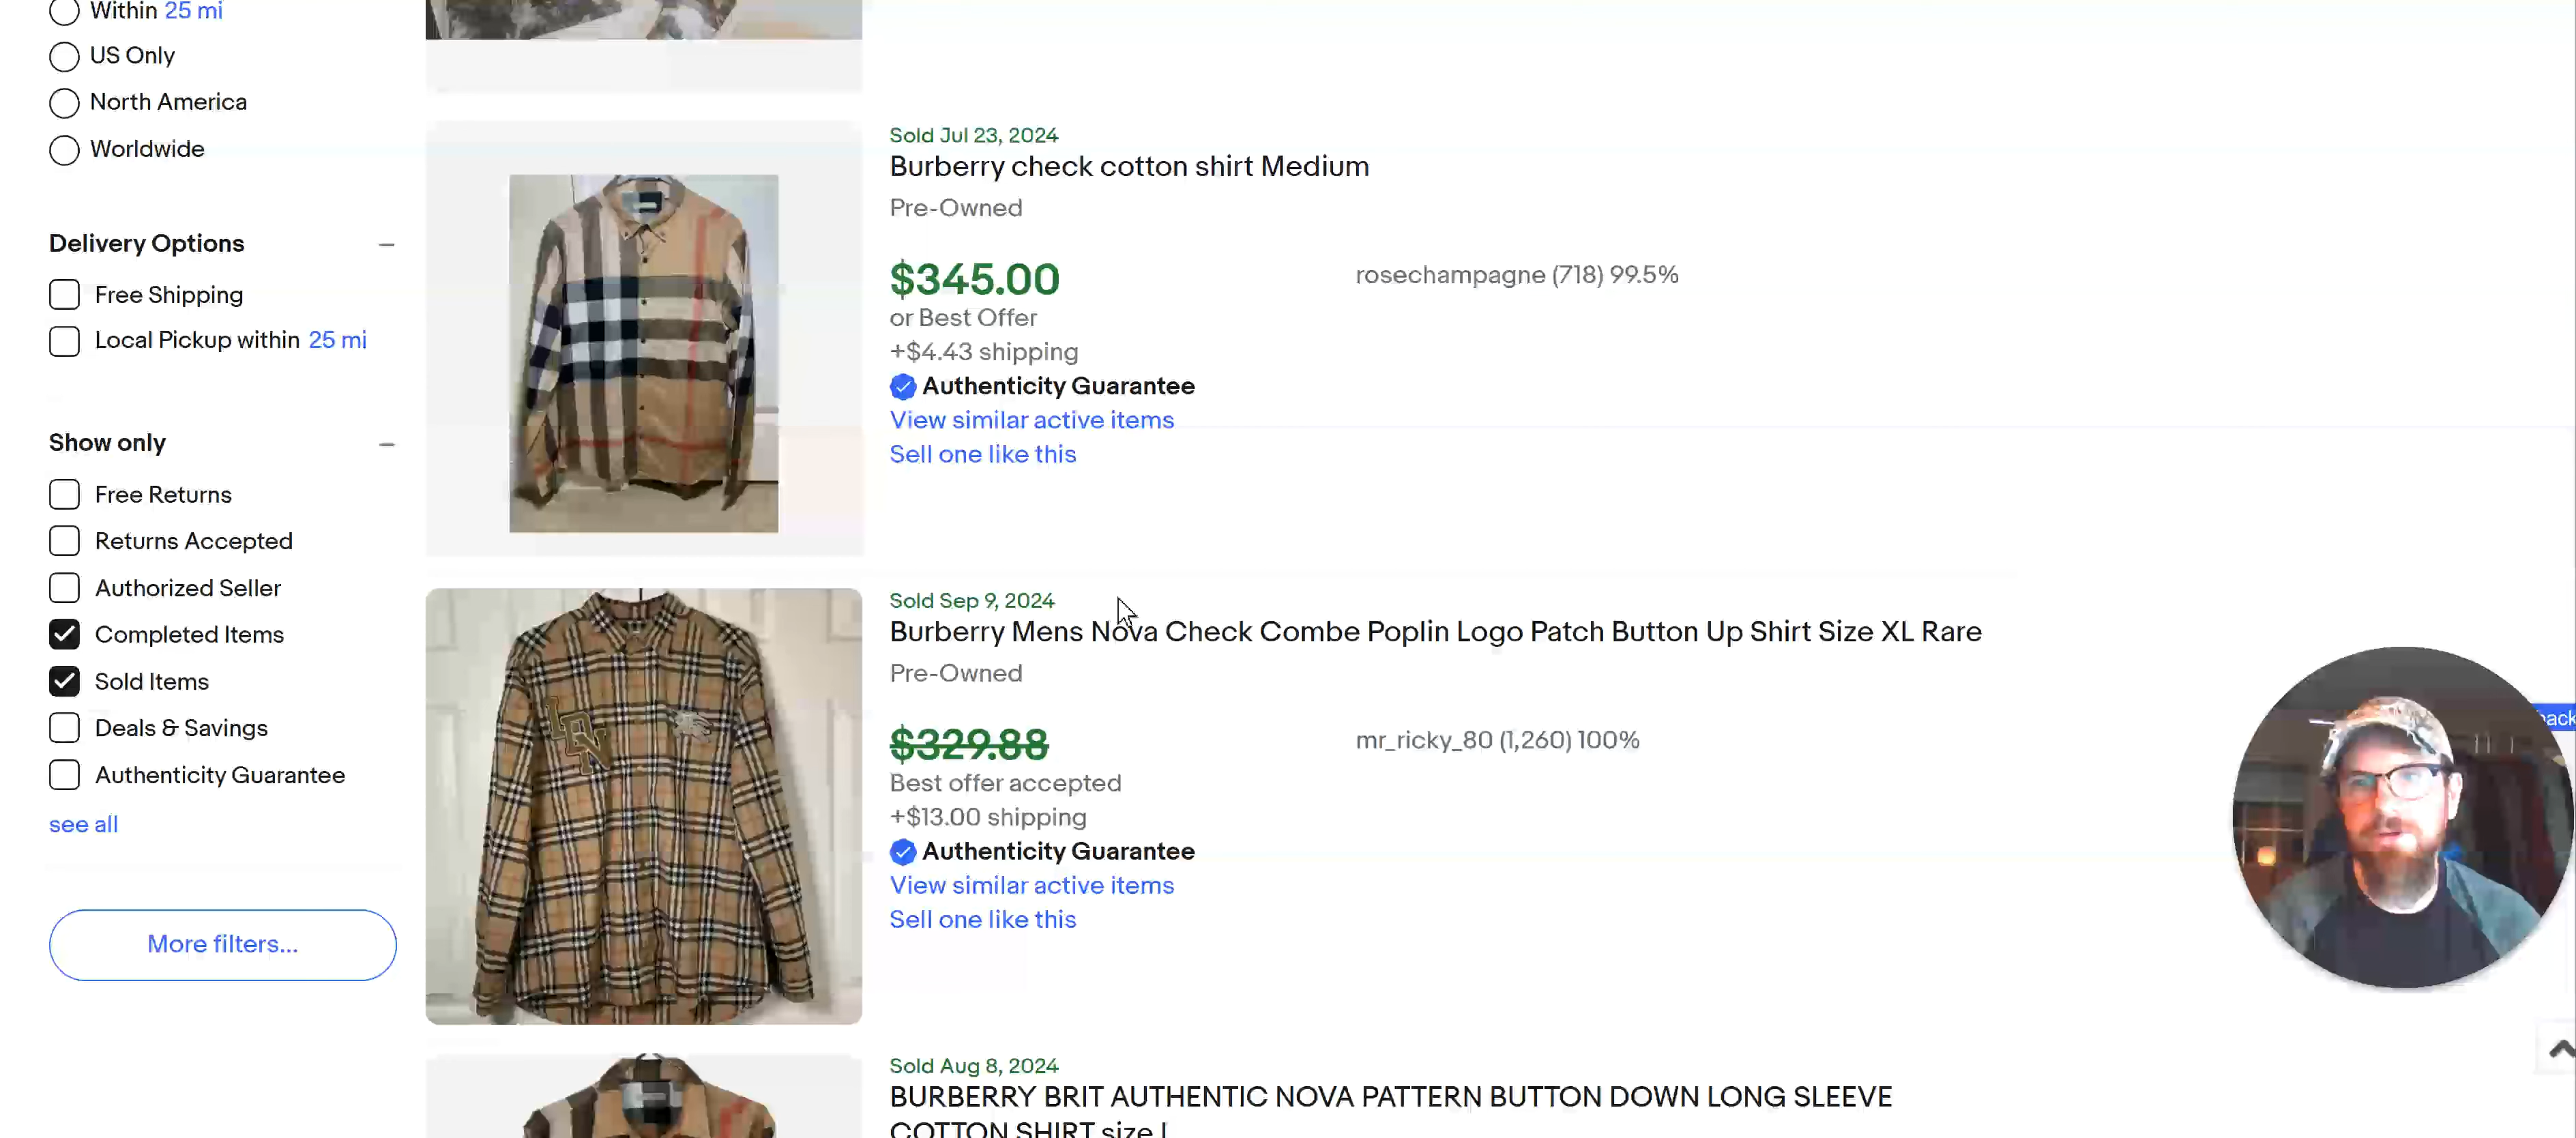 Within 25 mi
US Only
North America
Worldwide
Delivery Options
Free Shipping
Local Pickup within 25 mi
Show only
Free Returns
Returns Accepted
Authorized Seller
Completed Items
Sold Items
Deals & Savings
Authenticity Guarantee
see all
More filters...
Sold Jul 23, 2024
Burberry check cotton shirt Medium
Pre-Owned
$345.00
rosechampagne (718) 99.5%
or Best Offer
+$4.43 shipping
Authenticity Guarantee
View similar active items
Sell one like this
Sold Sep 9, 2024
Burberry Mens Nova Check Combe Poplin Logo Patch Button Up Shirt Size XL Rare
Pre-Owned
$329.88
mr_ricky_80 (1,260) 100%
Best offer accepted
+$13.00 shipping
Authenticity Guarantee
View similar active items
Sell one like this
LDN
Sold Aug 8, 2024
BURBERRY BRIT AUTHENTIC NOVA PATTERN BUTTON DOWN LONG SLEEVE
COTTON SHIRT size L